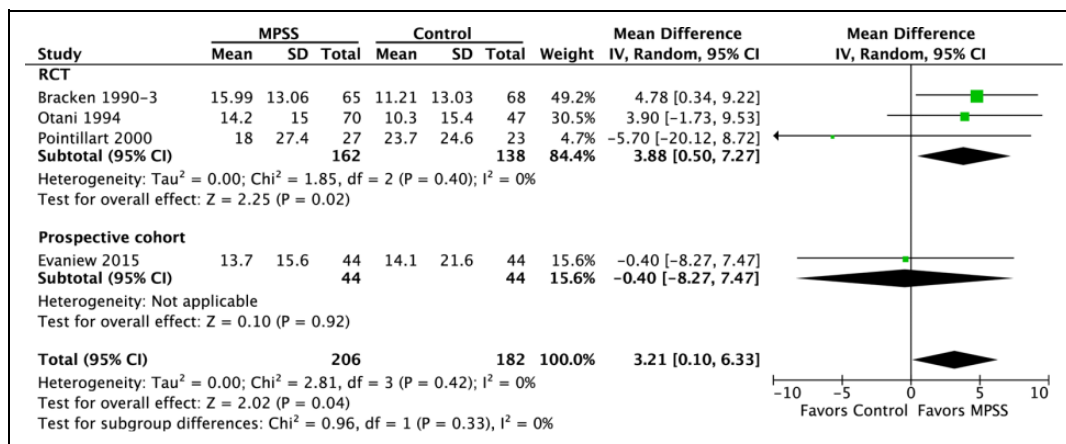 MPSS Control Mean Difference Mean Difference
Study Mean SD Total Mean SD Total Weight IV, Random, 95% CI IV, Random, 95% CI
RCT
Bracken 1990-3 15.99 13.06 65 11.21 13.03 68 49.2% 4.78 [0.34, 9.22]
Otani 1994 14.2 15 70 10.3 15.4 47 30.5% 3.90 [-1.73, 9.53]
Pointillart 2000 18 27.4 27 23.7 24.6 23 4.7% -5.70 [-20.12, 8.72]
Subtotal (95% CI) 162 138 84.4% 3.88 [0.50, 7.27]
Heterogeneity: Tau² = 0.00; Chi² = 1.85, df = 2 (P = 0.40); I² = 0%
Test for overall effect: Z = 2.25 (P = 0.02)
Prospective cohort
Evaniew 2015 13.7 15.6 44 14.1 21.6 44 15.6% -0.40 [-8.27, 7.47]
Subtotal (95% CI) 44 44 15.6% -0.40 [-8.27, 7.47]
Heterogeneity: Not applicable
Test for overall effect: Z = 0.10 (P = 0.92)
Total (95% CI) 206 182 100.0% 3.21 [0.10, 6.33]
Heterogeneity: Tau² = 0.00; Chi² = 2.81, df = 3 (P = 0.42); I² = 0%
Test for overall effect: Z = 2.02 (P = 0.04)
Test for subgroup differences: Chi² = 0.96, df = 1 (P = 0.33), I² = 0%
-10 -5 0 5 10
Favors Control Favors MPSS